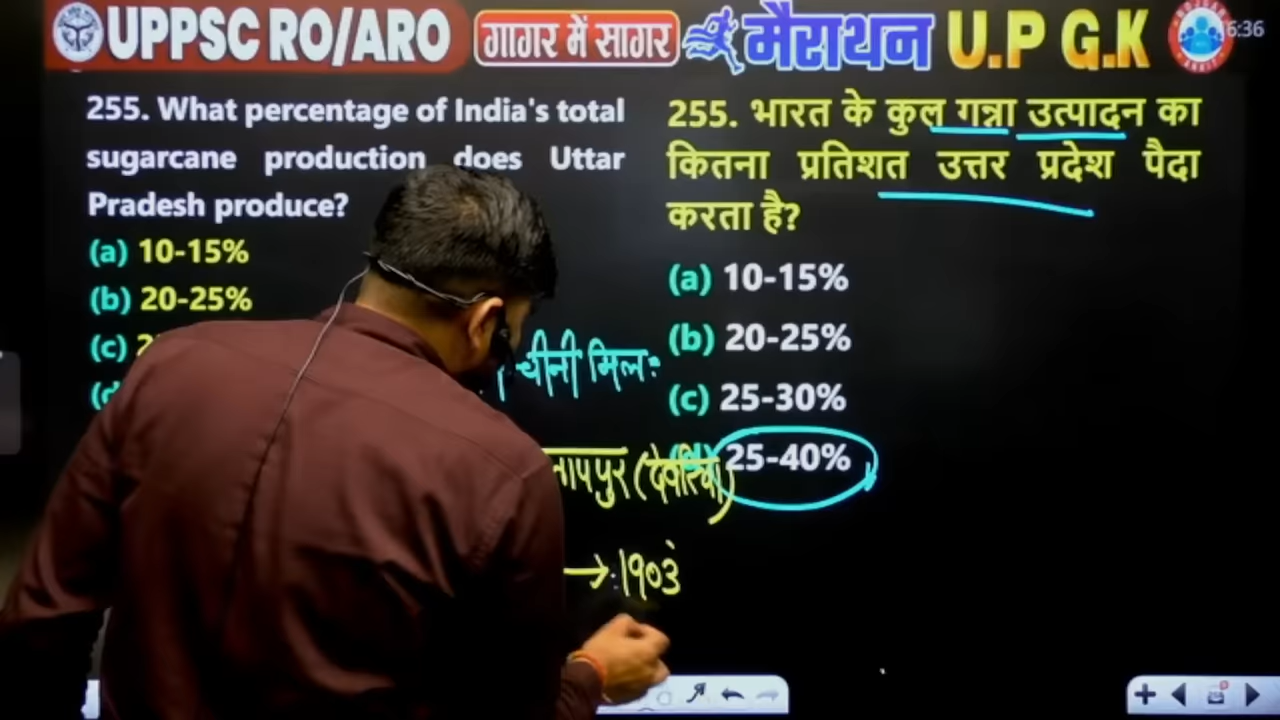 UPPSC RO/ARO
गागर में सागर
मैराथन U.P G.K
5:36
255. What percentage of India's total
sugarcane production does Uttar
Pradesh produce?
(a) 10-15%
(b) 20-25%
(c) 2
255. भारत के कुल गन्ना उत्पादन का
कितना प्रतिशत उत्तर प्रदेश पैदा
करता है?
(a) 10-15%
(b) 20-25%
(c) 25-30%
25-40%
चीनी मिल:
→ 1903